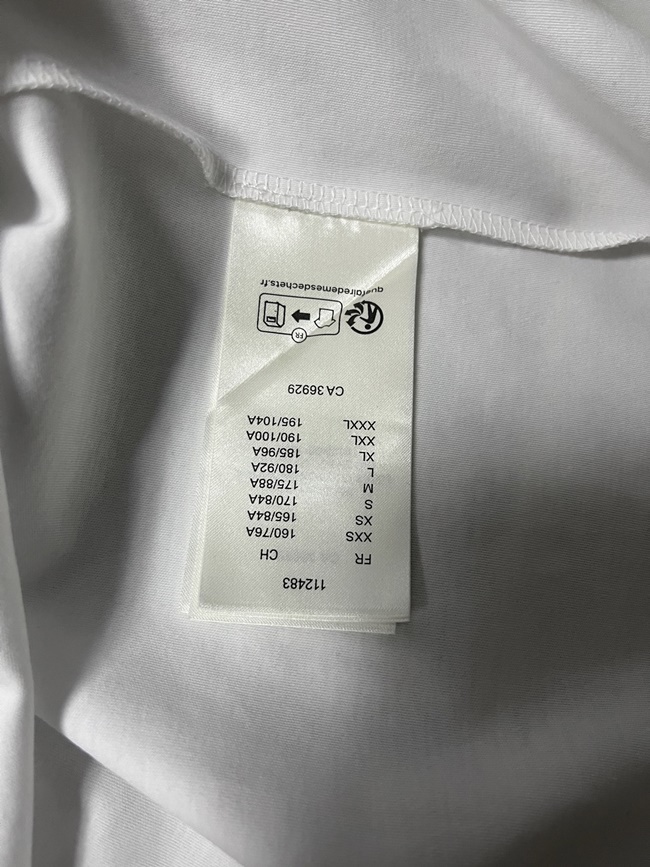 112483
FR CH
XXS 160/76A
XS 165/84A
S 170/84A
M 175/88A
L 180/92A
XL 185/96A
XXL 190/100A
XXXL 195/104A
CA 36929
FR
quefairedemesdechets.fr